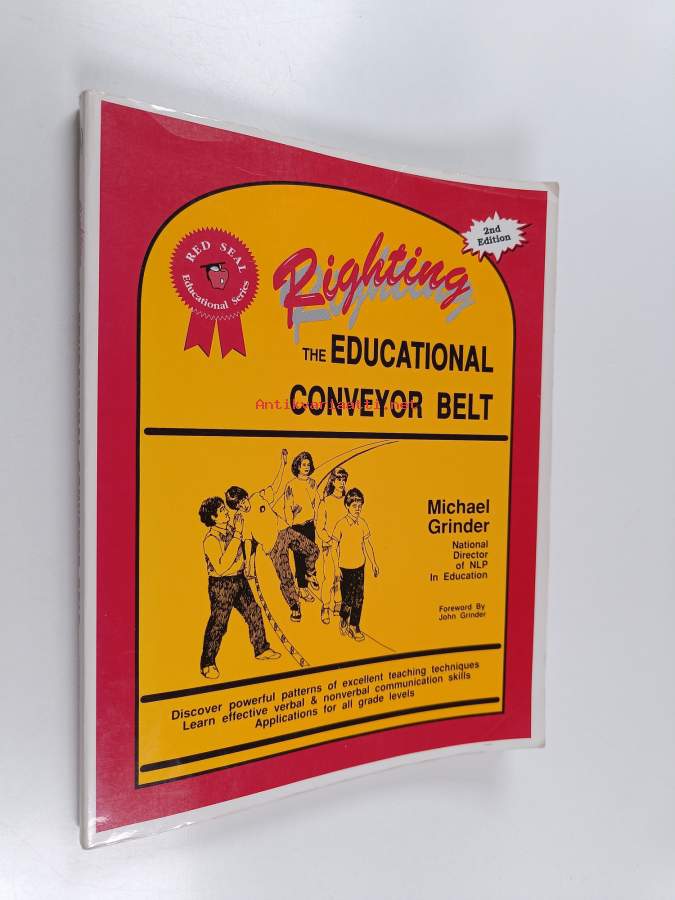 2nd
Edition
RED SEAL
Educational Series
Righting
THE EDUCATIONAL
CONVEYOR BELT
Antikvariaatti.net
Michael
Grinder
National
Director
of NLP
In Education
Foreword By
John Grinder
Discover powerful patterns of excellent teaching techniques
Learn effective verbal & nonverbal communication skills
Applications for all grade levels